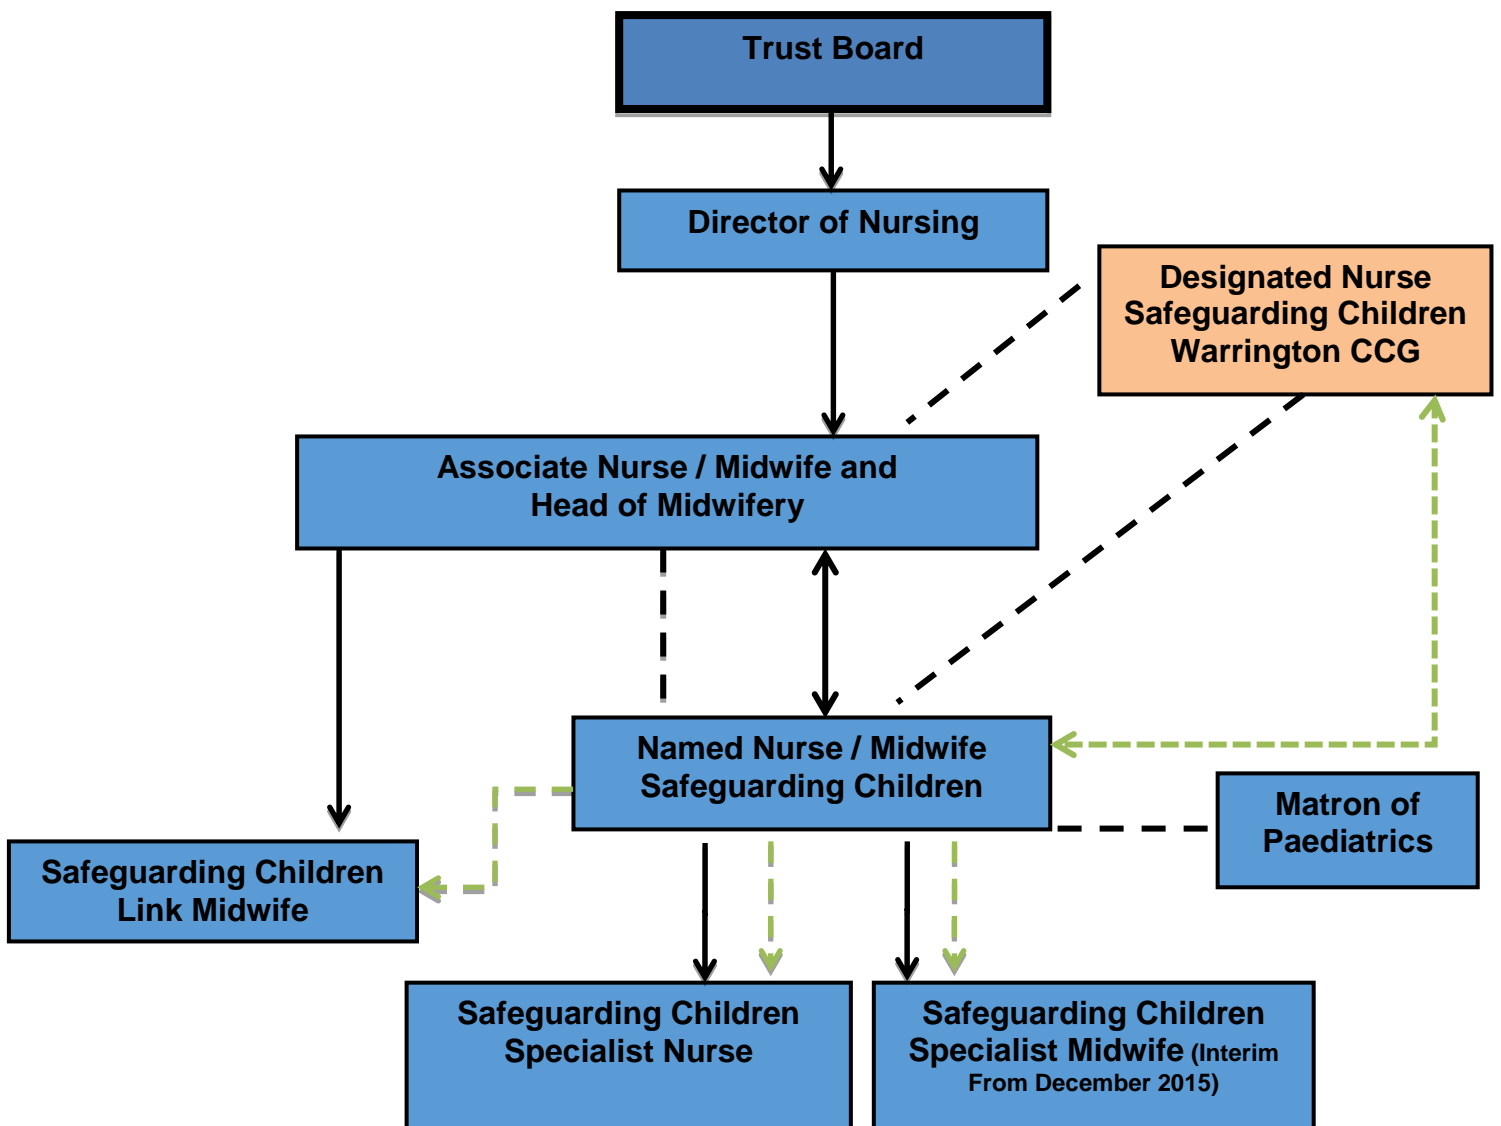 Trust Board
Director of Nursing
Designated Nurse
Safeguarding Children
Warrington CCG
Associate Nurse / Midwife and
Head of Midwifery
Named Nurse / Midwife
Safeguarding Children
Matron of
Paediatrics
Safeguarding Children
Link Midwife
Safeguarding Children
Specialist Nurse
Safeguarding Children
Specialist Midwife (Interim
From December 2015)